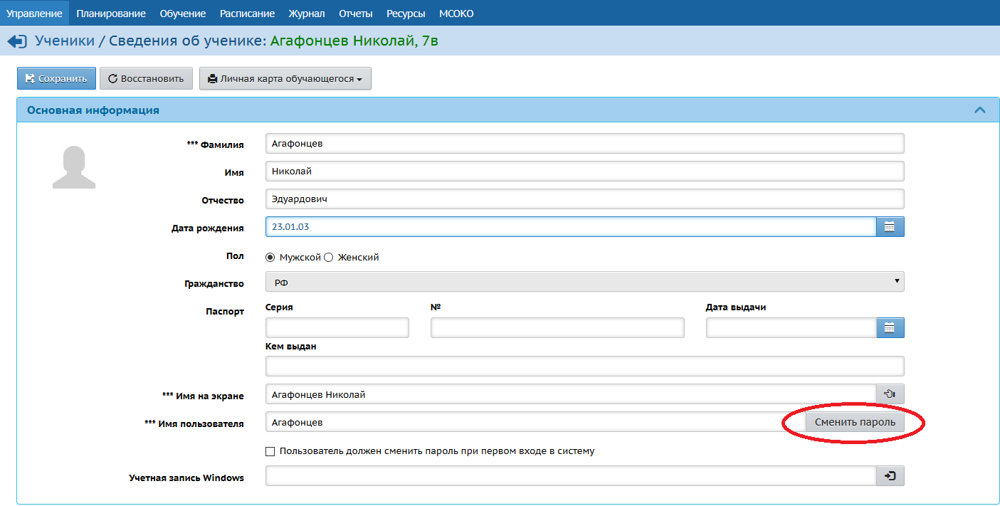 Управление Планирование Обучение Расписание Журнал Отчеты Ресурсы МСОКО
Ученики / Сведения об ученике: Агафонцев Николай, 7в
Сохранить Восстановить Личная карта обучающегося
Основная информация
*** Фамилия Агафонцев
Имя Николай
Отчество Эдуардович
Дата рождения 23.01.03
Пол Мужской Женский
Гражданство РФ
Паспорт Серия № Дата выдачи
Кем выдан
*** Имя на экране Агафонцев Николай
*** Имя пользователя Агафонцев Сменить пароль
Пользователь должен сменить пароль при первом входе в систему
Учетная запись Windows